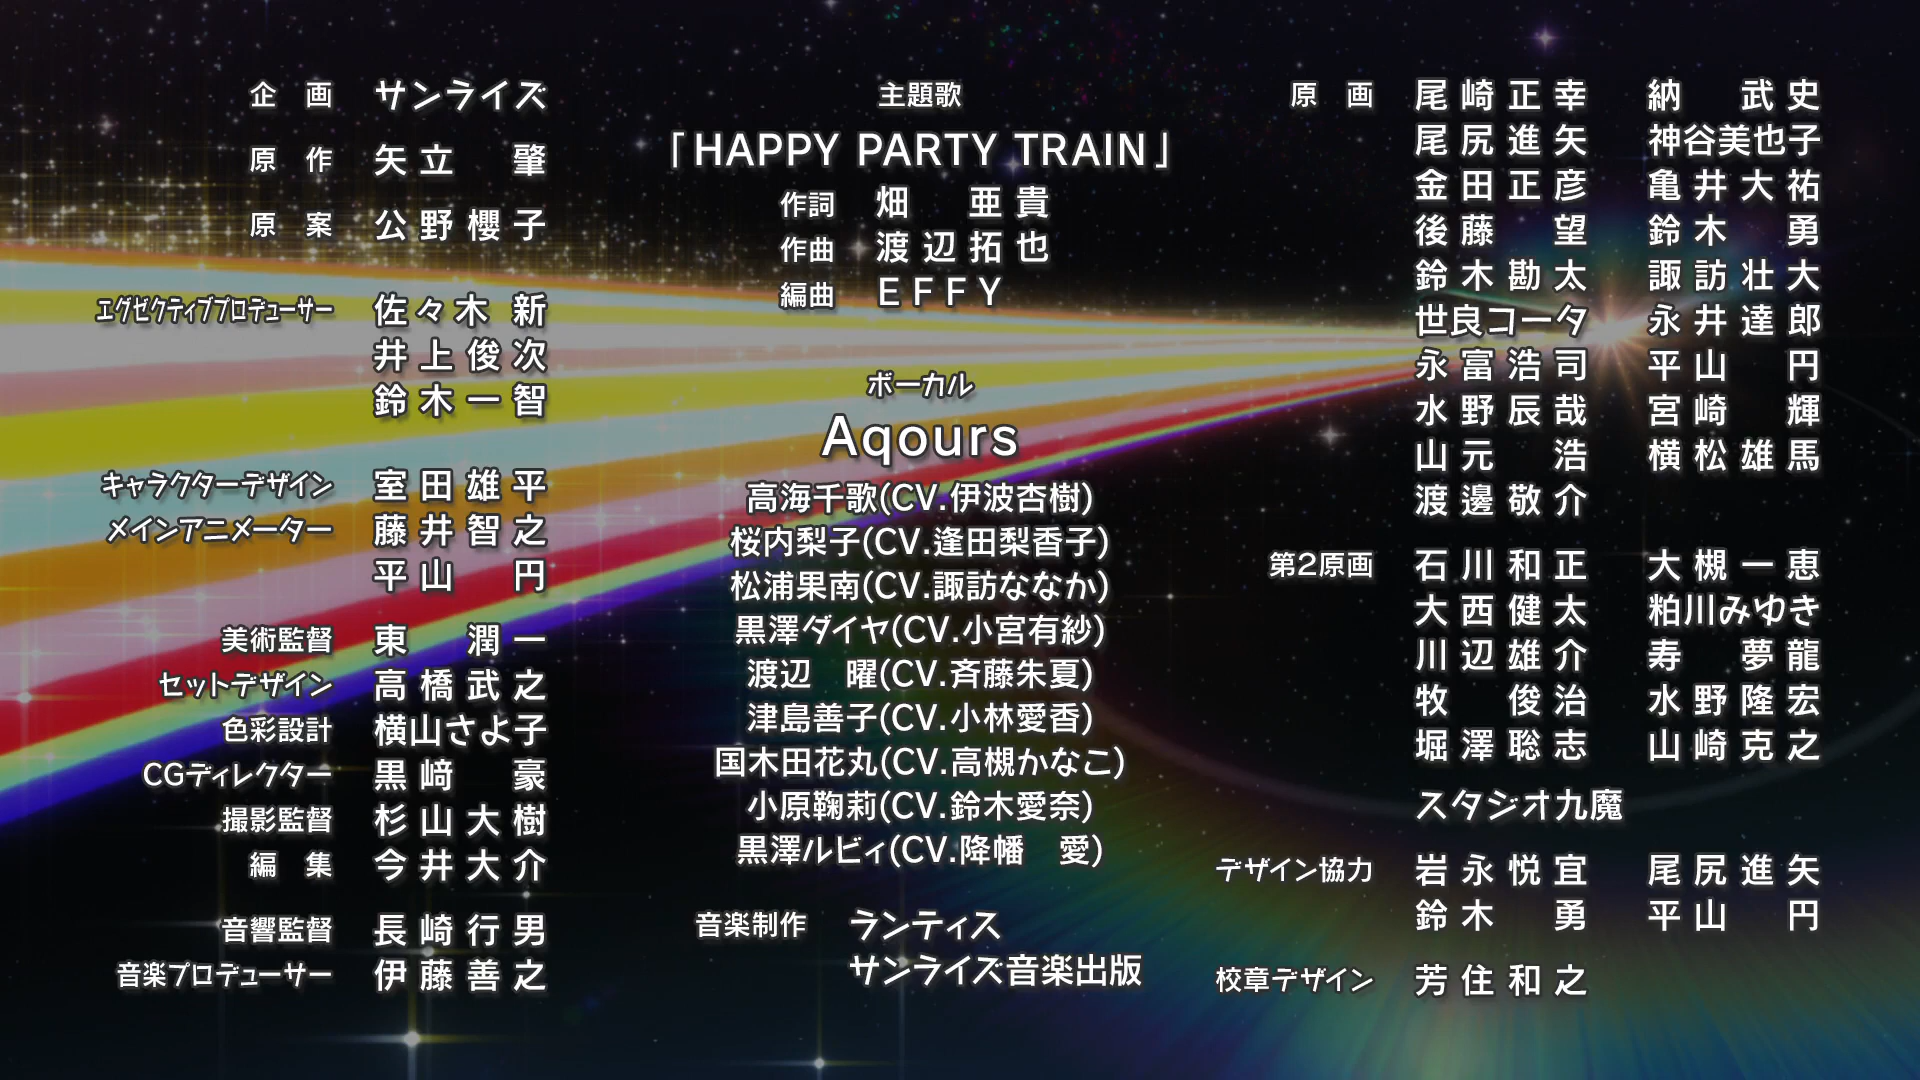 企画 サンライズ
原作 矢立 肇
原案 公野櫻子
エグゼクティブプロデューサー 佐々木 新
井上俊次
鈴木一智
キャラクターデザイン 室田雄平
メインアニメーター 藤井智之
平山 円
美術監督 東 潤一
セットデザイン 高橋武之
色彩設計 横山さよ子
CGディレクター 黒﨑 豪
撮影監督 杉山大樹
編集 今井大介
音響監督 長崎行男
音楽プロデューサー 伊藤善之
主題歌
「HAPPY PARTY TRAIN」
作詞 畑 亜貴
作曲 渡辺拓也
編曲 EFFY
ボーカル
Aqours
高海千歌(CV.伊波杏樹)
桜内梨子(CV.逢田梨香子)
松浦果南(CV.諏訪ななか)
黒澤ダイヤ(CV.小宮有紗)
渡辺 曜(CV.斉藤朱夏)
津島善子(CV.小林愛香)
国木田花丸(CV.高槻かなこ)
小原鞠莉(CV.鈴木愛奈)
黒澤ルビィ(CV.降幡 愛)
音楽制作 ランティス
サンライズ音楽出版
原画 尾崎正幸 納 武史
尾尻進矢 神谷美也子
金田正彦 亀井大祐
後藤 望 鈴木 勇
鈴木勘太 諏訪壮大
世良コータ 永井達郎
永富浩司 平山 円
水野辰哉 宮崎 輝
山元 浩 横松雄馬
渡邊敬介
第2原画 石川和正 大槻一恵
大西健太 粕川みゆき
川辺雄介 寿 夢龍
牧 俊治 水野隆宏
堀澤聡志 山崎克之
スタジオ九魔
デザイン協力 岩永悦宜 尾尻進矢
鈴木 勇 平山 円
校章デザイン 芳住和之